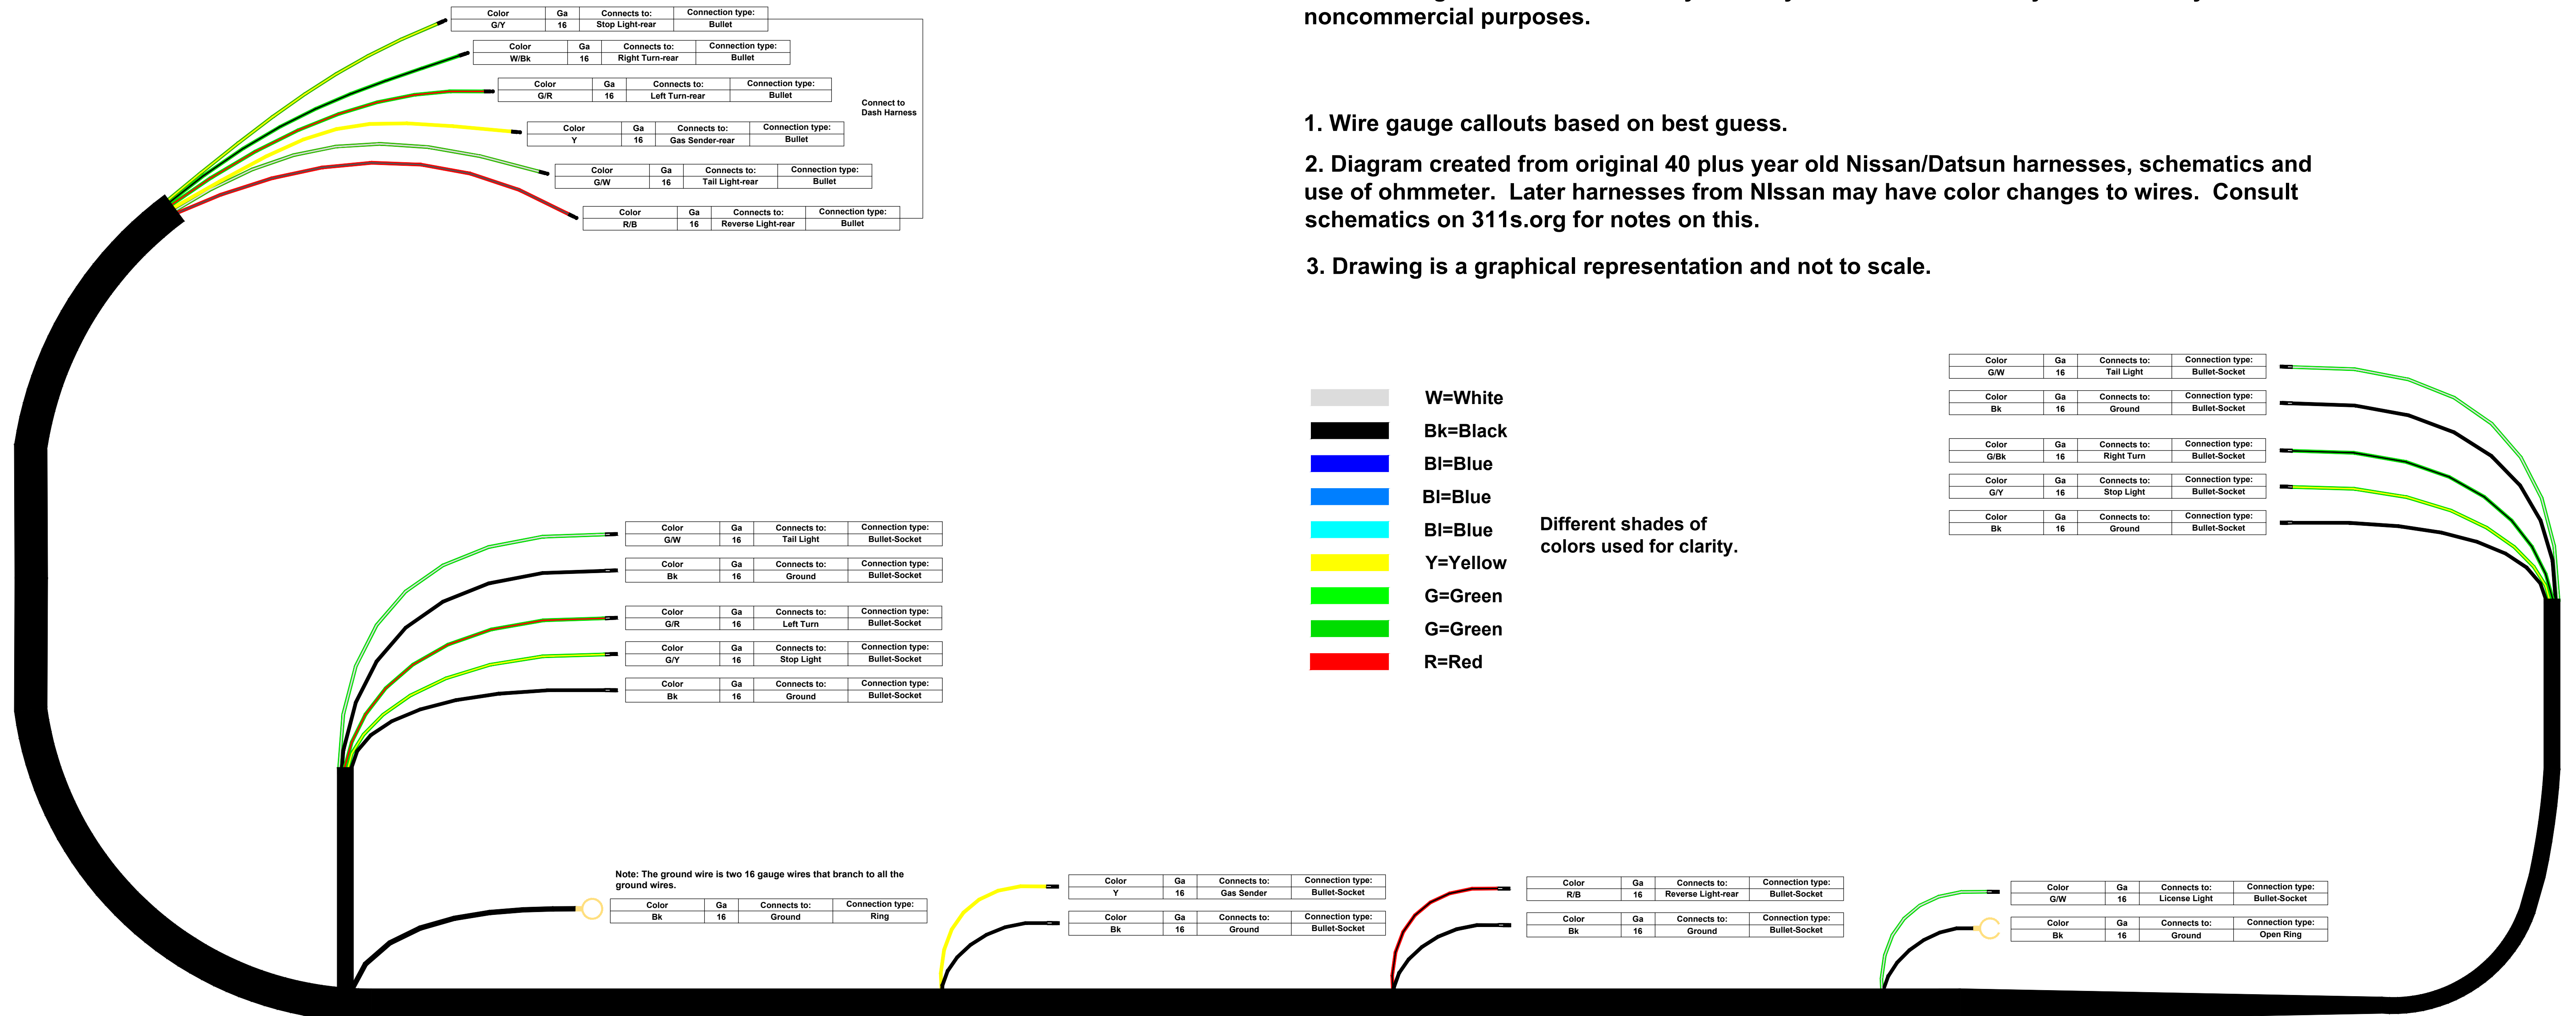 noncommercial purposes.
1. Wire gauge callouts based on best guess.
2. Diagram created from original 40 plus year old Nissan/Datsun harnesses, schematics and
use of ohmmeter. Later harnesses from NIssan may have color changes to wires. Consult
schematics on 311s.org for notes on this.
3. Drawing is a graphical representation and not to scale.
Color Ga Connects to: Connection type:
G/Y 16 Stop Light-rear Bullet
Color Ga Connects to: Connection type:
W/Bk 16 Right Turn-rear Bullet
Color Ga Connects to: Connection type:
G/R 16 Left Turn-rear Bullet
Connect to
Dash Harness
Color Ga Connects to: Connection type:
Y 16 Gas Sender-rear Bullet
Color Ga Connects to: Connection type:
G/W 16 Tail Light-rear Bullet
Color Ga Connects to: Connection type:
R/B 16 Reverse Light-rear Bullet
W=White
Bk=Black
Bl=Blue
Bl=Blue
Bl=Blue
Y=Yellow
G=Green
G=Green
R=Red
Different shades of
colors used for clarity.
Color Ga Connects to: Connection type:
G/W 16 Tail Light Bullet-Socket
Color Ga Connects to: Connection type:
Bk 16 Ground Bullet-Socket
Color Ga Connects to: Connection type:
G/Bk 16 Right Turn Bullet-Socket
Color Ga Connects to: Connection type:
G/Y 16 Stop Light Bullet-Socket
Color Ga Connects to: Connection type:
Bk 16 Ground Bullet-Socket
Color Ga Connects to: Connection type:
G/W 16 Tail Light Bullet-Socket
Color Ga Connects to: Connection type:
Bk 16 Ground Bullet-Socket
Color Ga Connects to: Connection type:
G/R 16 Left Turn Bullet-Socket
Color Ga Connects to: Connection type:
G/Y 16 Stop Light Bullet-Socket
Color Ga Connects to: Connection type:
Bk 16 Ground Bullet-Socket
Note: The ground wire is two 16 gauge wires that branch to all the
ground wires.
Color Ga Connects to: Connection type:
Bk 16 Ground Ring
Color Ga Connects to: Connection type:
Y 16 Gas Sender Bullet-Socket
Color Ga Connects to: Connection type:
Bk 16 Ground Bullet-Socket
Color Ga Connects to: Connection type:
R/B 16 Reverse Light-rear Bullet-Socket
Color Ga Connects to: Connection type:
Bk 16 Ground Bullet-Socket
Color Ga Connects to: Connection type:
G/W 16 License Light Bullet-Socket
Color Ga Connects to: Connection type:
Bk 16 Ground Open Ring